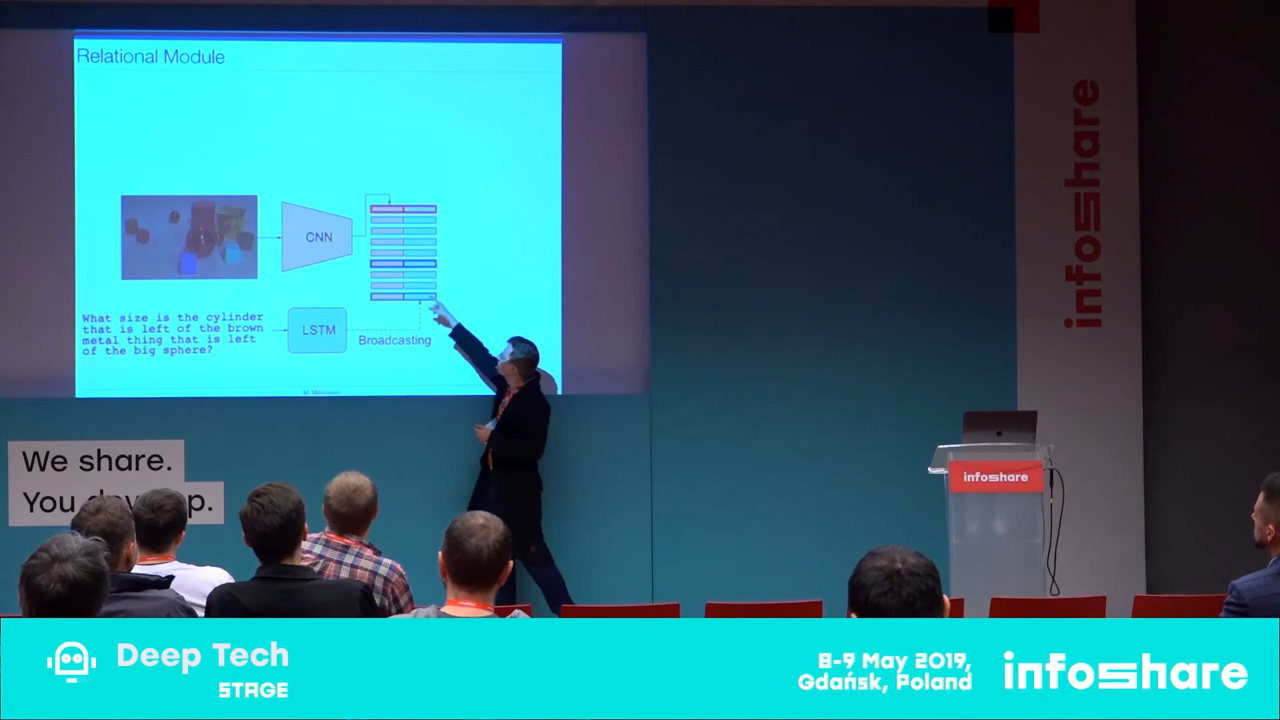 Relational Module
CNN
What size is the cylinder
that is left of the brown
metal thing that is left
of the big sphere?
LSTM
Broadcasting
infoshare
We share.
infoshare
Deep Tech
STAGE
8-9 May 2019,
Gdańsk, Poland
infoshare